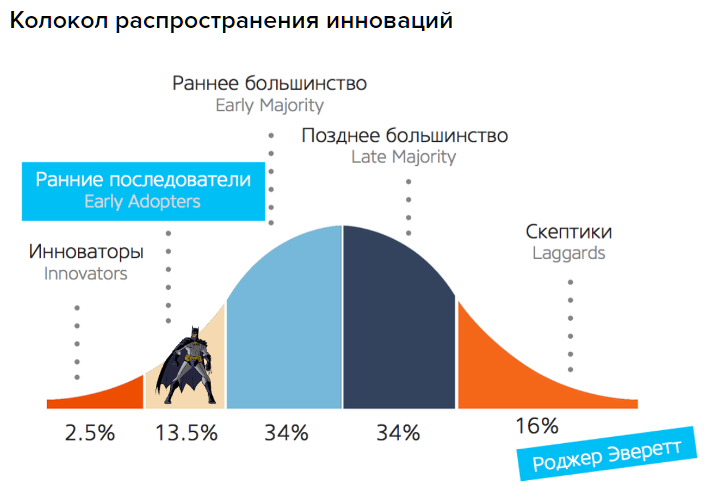 Колокол распространения инноваций
Раннее большинство
Early Majority
Позднее большинство
Late Majority
Ранние последователи
Early Adopters
Инноваторы
Innovators
Скептики
Laggards
2.5%
13.5%
34%
34%
16%
Роджер Эверетт